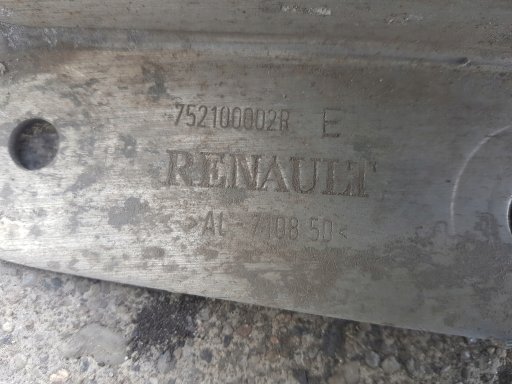 752100002R E
RENAULT
>AL - 7108 50<